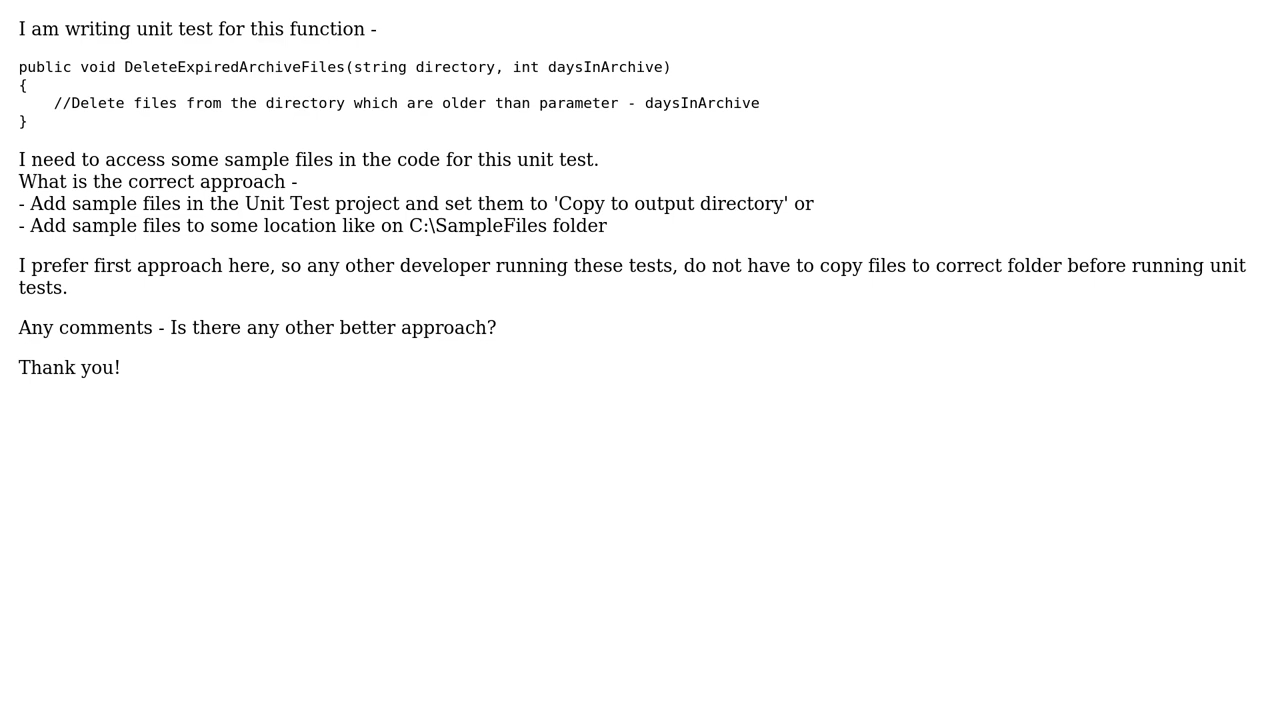 I am writing unit test for this function -
public void DeleteExpiredArchiveFiles(string directory, int daysInArchive)
{
    //Delete files from the directory which are older than parameter - daysInArchive
}
I need to access some sample files in the code for this unit test.
What is the correct approach -
- Add sample files in the Unit Test project and set them to 'Copy to output directory' or
- Add sample files to some location like on C:\SampleFiles folder
I prefer first approach here, so any other developer running these tests, do not have to copy files to correct folder before running unit
tests.
Any comments - Is there any other better approach?
Thank you!